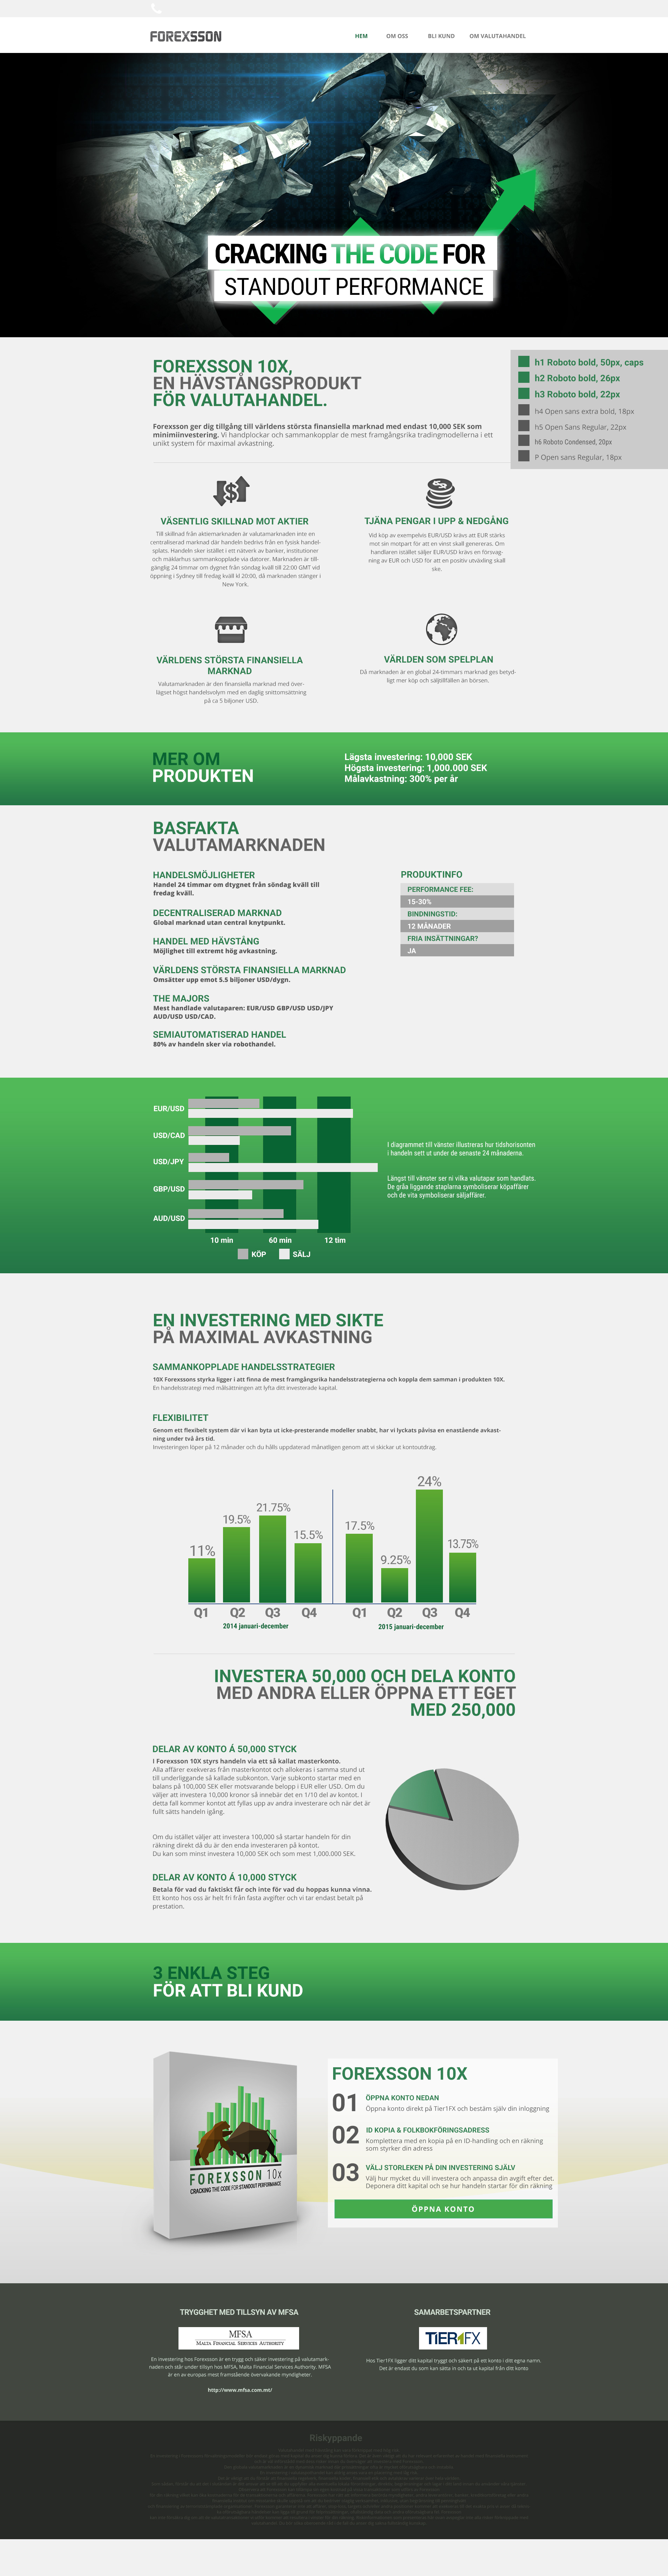 FOREXSSON
HEM
OM OSS
BLI KUND
OM VALUTAHANDEL
CRACKING THE CODE FOR
STANDOUT PERFORMANCE
FOREXSSON 10X,
EN HÄVSTÅNGSPRODUKT
FÖR VALUTAHANDEL.
Forexsson ger dig tillgång till världens största finansiella marknad med endast 10,000 SEK som
minimiinvestering. Vi handplockar och sammankopplar de mest framgångsrika tradingmodellerna i ett
unikt system för maximal avkastning.
h1 Roboto bold, 50px, caps
h2 Roboto bold, 26px
h3 Roboto bold, 22px
h4 Open sans extra bold, 18px
h5 Open Sans Regular, 22px
h6 Roboto Condensed, 20px
P Open sans Regular, 18px
VÄSENTLIG SKILLNAD MOT AKTIER
Till skillnad från aktiemarknaden är valutamarknaden inte en
centraliserad marknad där handeln bedrivs från en fysisk handel-
splats. Handeln sker istället i ett nätverk av banker, institutioner
och mäklarhus sammankopplade via datorer. Marknaden är till-
gänglig 24 timmar om dygnet från söndag kväll till 22:00 GMT vid
öppning i Sydney till fredag kväll kl 20:00, då marknaden stänger i
New York.
TJÄNA PENGAR I UPP & NEDGÅNG
Vid köp av exempelvis EUR/USD krävs att EUR stärks
mot sin motpart för att en vinst skall genereras. Om
handlaren istället säljer EUR/USD krävs en försvag-
ning av EUR och USD för att en positiv utväxling skall
ske.
VÄRLDENS STÖRSTA FINANSIELLA
MARKNAD
Valutamarknaden är den finansiella marknad med över-
lägset högst handelsvolym med en daglig snittomsättning
på ca 5 biljoner USD.
VÄRLDEN SOM SPELPLAN
Då marknaden är en global 24-timmars marknad ges betyd-
ligt mer köp och säljtillfällen än börsen.
MER OM
PRODUKTEN
Lägsta investering: 10,000 SEK
Högsta investering: 1,000.000 SEK
Målavkastning: 300% per år
BASFAKTA
VALUTAMARKNADEN
HANDELSMÖJLIGHETER
Handel 24 timmar om dtygnet från söndag kväll till
fredag kväll.
DECENTRALISERAD MARKNAD
Global marknad utan central knytpunkt.
HANDEL MED HÄVSTÅNG
Möjlighet till extremt hög avkastning.
VÄRLDENS STÖRSTA FINANSIELLA MARKNAD
Omsätter upp emot 5.5 biljoner USD/dygn.
THE MAJORS
Mest handlade valutaparen: EUR/USD GBP/USD USD/JPY
AUD/USD USD/CAD.
SEMIAUTOMATISERAD HANDEL
80% av handeln sker via robothandel.
PRODUKTINFO
PERFORMANCE FEE:
15-30%
BINDNINGSTID:
12 MÅNADER
FRIA INSÄTTNINGAR?
JA
EUR/USD
USD/CAD
USD/JPY
GBP/USD
AUD/USD
10 min
60 min
12 tim
KÖP
SÄLJ
I diagrammet till vänster illustreras hur tidshorisonten
i handeln sett ut under de senaste 24 månaderna.
Längst till vänster ser ni vilka valutapar som handlats.
De gråa liggande staplarna symboliserar köpaffärer
och de vita symboliserar säljaffärer.
EN INVESTERING MED SIKTE
PÅ MAXIMAL AVKASTNING
SAMMANKOPPLADE HANDELSSTRATEGIER
10X Forexssons styrka ligger i att finna de mest framgångsrika handelsstrategierna och koppla dem samman i produkten 10X.
En handelsstrategi med målsättningen att lyfta ditt investerade kapital.
FLEXIBILITET
Genom ett flexibelt system där vi kan byta ut icke-presterande modeller snabbt, har vi lyckats påvisa en enastående avkast-
ning under två års tid.
Investeringen löper på 12 månader och du hålls uppdaterad månatligen genom att vi skickar ut kontoutdrag.
11%
19.5%
21.75%
15.5%
17.5%
9.25%
24%
13.75%
Q1
Q2
Q3
Q4
Q1
Q2
Q3
Q4
2014 januari-december
2015 januari-december
INVESTERA 50,000 OCH DELA KONTO
MED ANDRA ELLER ÖPPNA ETT EGET
MED 250,000
DELAR AV KONTO Á 50,000 STYCK
I Forexsson 10X styrs handeln via ett så kallat masterkonto.
Alla affärer exekveras från masterkontot och allokeras i samma stund ut
till underliggande så kallade subkonton. Varje subkonto startar med en
balans på 100,000 SEK eller motsvarande belopp i EUR eller USD. Om du
väljer att investera 10,000 kronor så innebär det en 1/10 del av kontot. I
detta fall kommer kontot att fyllas upp av andra investerare och när det är
fullt sätts handeln igång.
Om du istället väljer att investera 100,000 så startar handeln för din
räkning direkt då du är den enda investeraren på kontot.
Du kan som minst investera 10,000 SEK och som mest 1,000.000 SEK.
DELAR AV KONTO Á 10,000 STYCK
Betala för vad du faktiskt får och inte för vad du hoppas kunna vinna.
Ett konto hos oss är helt fri från fasta avgifter och vi tar endast betalt på
prestation.
3 ENKLA STEG
FÖR ATT BLI KUND
FOREXSSON 10x
CRACKING THE CODE FOR STANDOUT PERFORMANCE
FOREXSSON 10X
01
ÖPPNA KONTO NEDAN
Öppna konto direkt på Tier1FX och bestäm själv din inloggning
02
ID KOPIA & FOLKBOKFÖRINGSADRESS
Komplettera med en kopia på en ID-handling och en räkning
som styrker din adress
03
VÄLJ STORLEKEN PÅ DIN INVESTERING SJÄLV
Välj hur mycket du vill investera och anpassa din avgift efter det.
Deponera ditt kapital och se hur handeln startar för din räkning
ÖPPNA KONTO
TRYGGHET MED TILLSYN AV MFSA
MFSA
MALTA FINANCIAL SERVICES AUTHORITY
En investering hos Forexsson är en trygg och säker investering på valutamark-
naden och står under tillsyn hos MFSA, Malta Financial Services Authority. MFSA
är en av europas mest framstående övervakande myndigheter.
http://www.mfsa.com.mt/
SAMARBETSPARTNER
TIER1FX
Hos Tier1FX ligger ditt kapital tryggt och säkert på ett konto i ditt egna namn.
Det är endast du som kan sätta in och ta ut kapital från ditt konto
Riskyppande